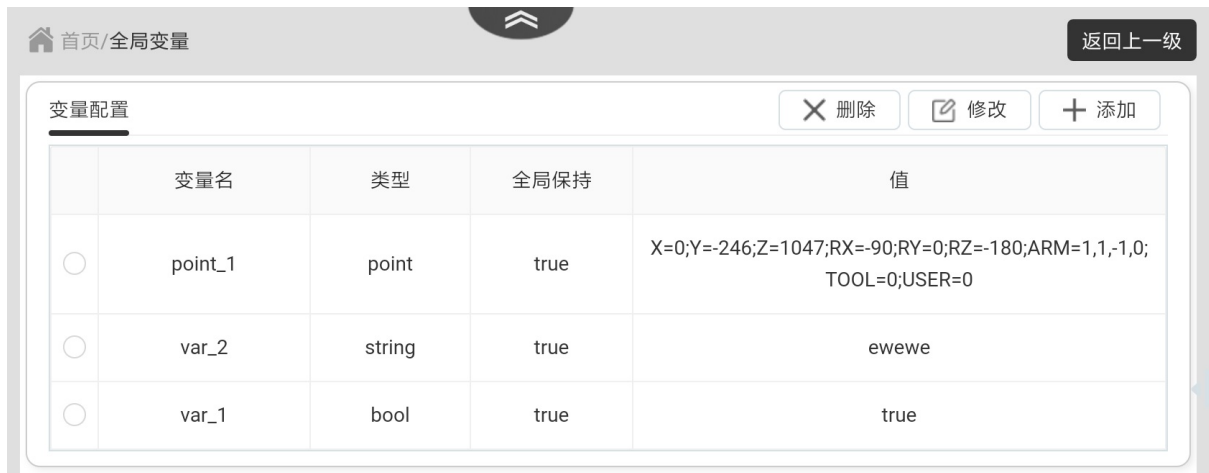 首页/全局变量
返回上一级
变量配置
删除
修改
添加
变量名 类型 全局保持 值
point_1 point true X=0;Y=-246;Z=1047;RX=-90;RY=0;RZ=-180;ARM=1,1,-1,0;
TOOL=0;USER=0
var_2 string true ewewe
var_1 bool true true